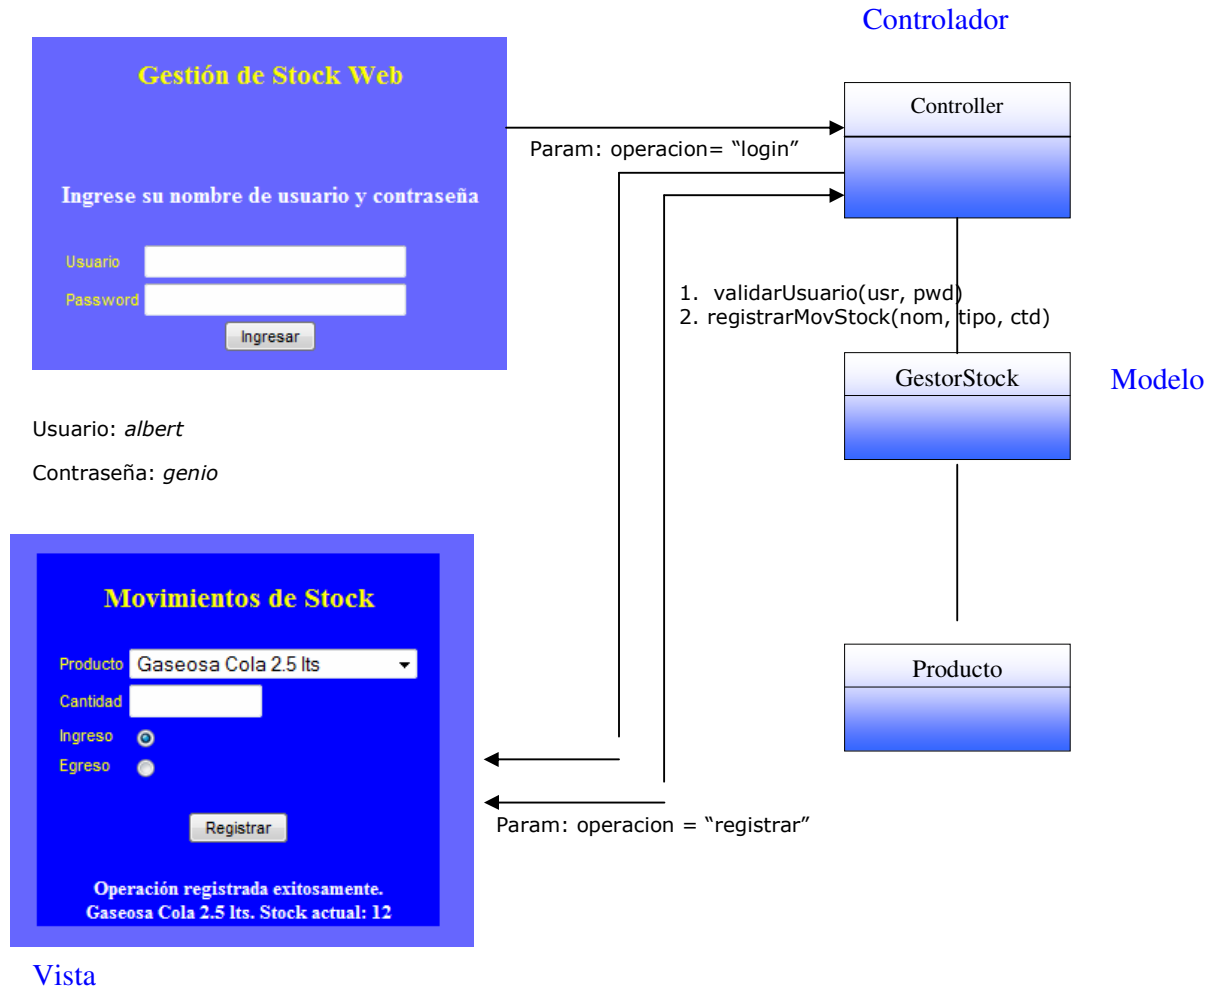 Controlador
Gestión de Stock Web
Controller
Param: operacion= “login”
Ingrese su nombre de usuario y contraseña
Usuario
Password
Ingresar
1. validarUsuario(usr, pwd)
2. registrarMovStock(nom, tipo, ctd)
GestorStock
Modelo
Usuario: albert
Contraseña: genio
Movimientos de Stock
Producto Gaseosa Cola 2.5 lts
Cantidad
Ingreso
Egreso
Registrar
Operación registrada exitosamente.
Gaseosa Cola 2.5 lts. Stock actual: 12
Producto
Param: operacion = “registrar”
Vista